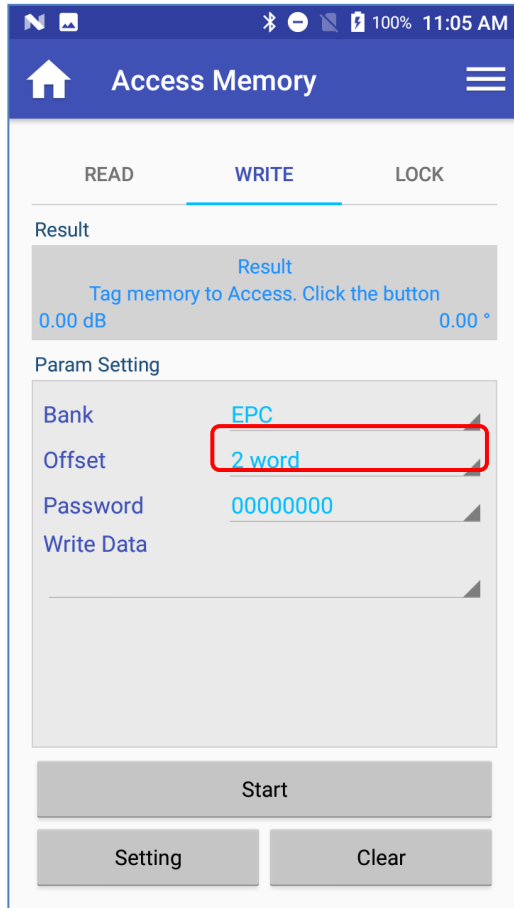 100% 11:05 AM
Access Memory
READ WRITE LOCK
Result
Result
Tag memory to Access. Click the button
0.00 dB 0.00 °
Param Setting
Bank EPC
Offset 2 word
Password 00000000
Write Data
Start
Setting Clear